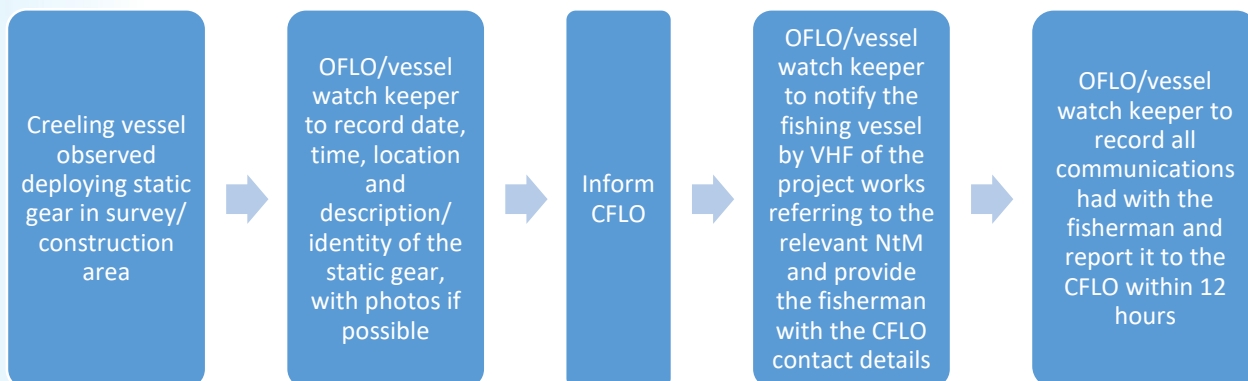 Creeling vessel
observed
deploying static
gear in survey/
construction
area
OFLO/vessel
watch keeper
to record date,
time, location
and
description/
identity of the
static gear,
with photos if
possible
Inform
CFLO
OFLO/vessel
watch keeper
to notify the
fishing vessel
by VHF of the
project works
referring to the
relevant NtM
and provide
the fisherman
with the CFLO
contact details
OFLO/vessel
watch keeper to
record all
communications
had with the
fisherman and
report it to the
CFLO within 12
hours